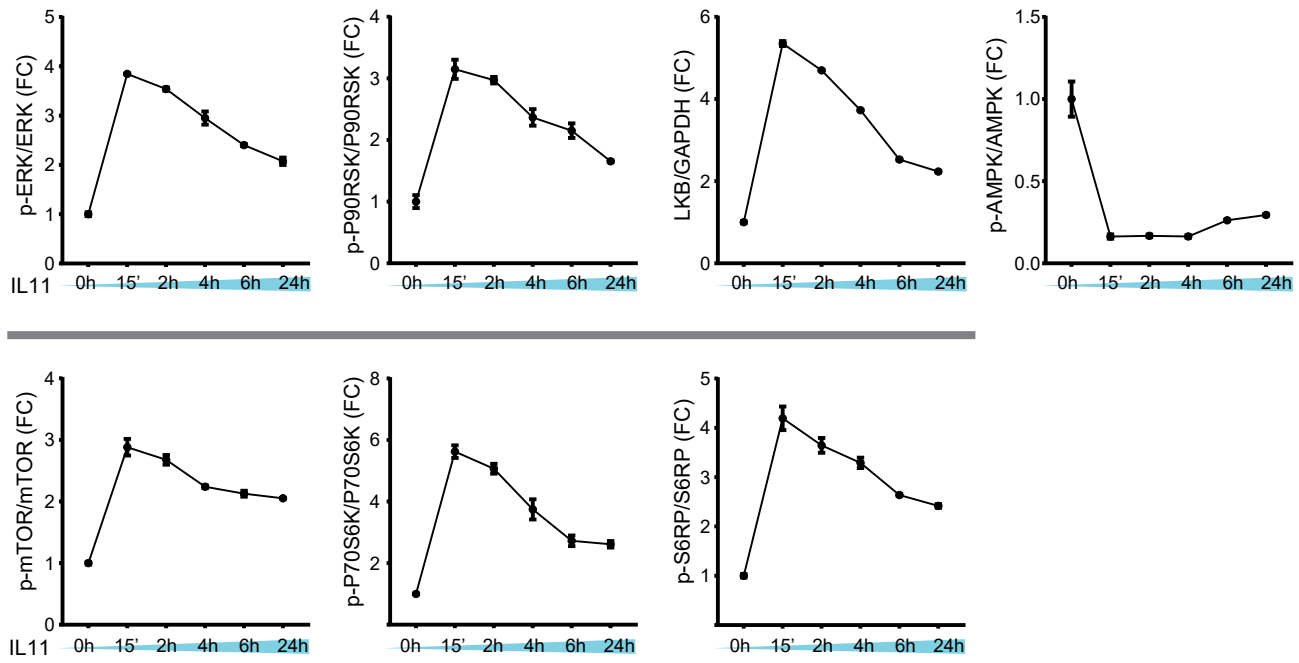 p-ERK/ERK (FC)
5
4
3
2
1
0
IL11 0h 15' 2h 4h 6h 24h
p-P90RSK/P90RSK (FC)
4
3
2
1
0
0h 15' 2h 4h 6h 24h
LKB/GAPDH (FC)
6
4
2
0
0h 15' 2h 4h 6h 24h
p-AMPK/AMPK (FC)
1.5
1.0
0.5
0.0
0h 15' 2h 4h 6h 24h
p-mTOR/mTOR (FC)
4
3
2
1
0
IL11 0h 15' 2h 4h 6h 24h
p-P70S6K/P70S6K (FC)
8
6
4
2
0h 15' 2h 4h 6h 24h
p-S6RP/S6RP (FC)
5
4
3
2
1
0h 15' 2h 4h 6h 24h